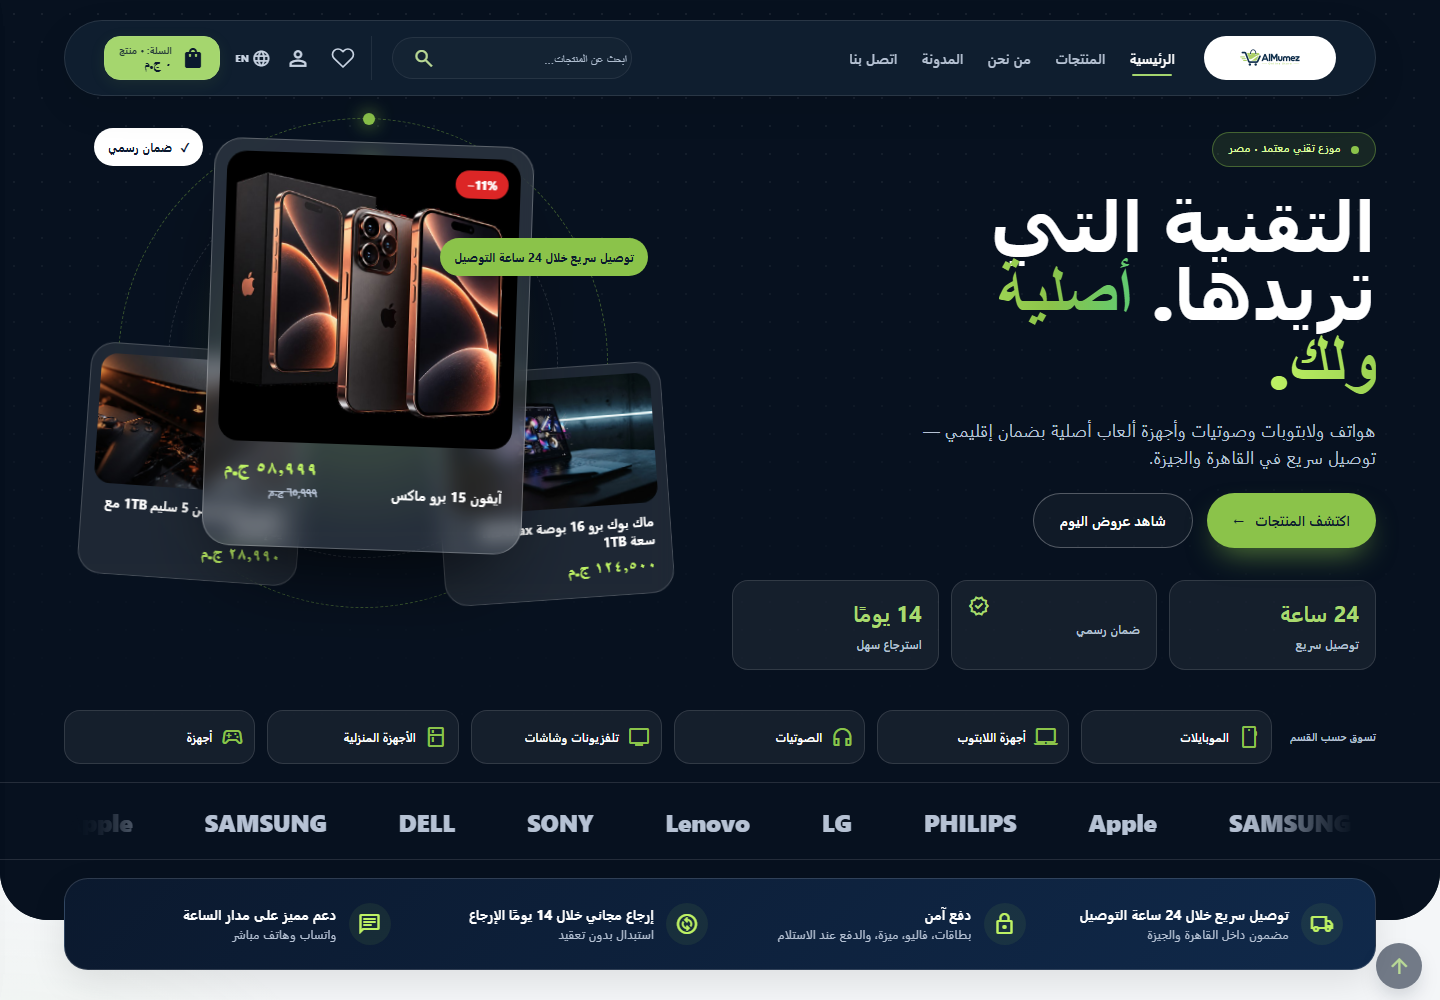 AlMumez
الرئيسية
المنتجات
من نحن
المدونة
اتصل بنا
ابحث عن المنتجات...
EN
السلة: ٠ منتج
٠ ج.م
موزع تقني معتمد · مصر
التقنية التي
تريدها. أصلية
ولك.
هواتف ولابتوبات وصوتيات وأجهزة ألعاب أصلية بضمان إقليمي —
توصيل سريع في القاهرة والجيزة.
اكتشف المنتجات ←
شاهد عروض اليوم
24 ساعة
توصيل سريع
ضمان رسمي
14 يومًا
استرجاع سهل
✓ ضمان رسمي
-11%
توصيل سريع خلال 24 ساعة التوصيل
آيفون 15 برو ماكس
٥٨,٩٩٩ ج.م
٦٥,٩٩٩ ج.م
ماك بوك برو 16 بوصة
سعة 1TB
١٢٤,٥٠٠ ج.م
5 سليم 1TB مع
٢٨,٩٩٠ ج.م
تسوق حسب القسم
الموبايلات
أجهزة اللابتوب
الصوتيات
تلفزيونات وشاشات
الأجهزة المنزلية
أجهزة
pple SAMSUNG DELL SONY Lenovo LG PHILIPS Apple SAMSUNG
توصيل سريع خلال 24 ساعة التوصيل
مضمون داخل القاهرة والجيزة
دفع آمن
بطاقات، فاليو، ميزة، والدفع عند الاستلام
إرجاع مجاني خلال 14 يومًا الإرجاع
استبدال بدون تعقيد
دعم مميز على مدار الساعة
واتساب وهاتف مباشر